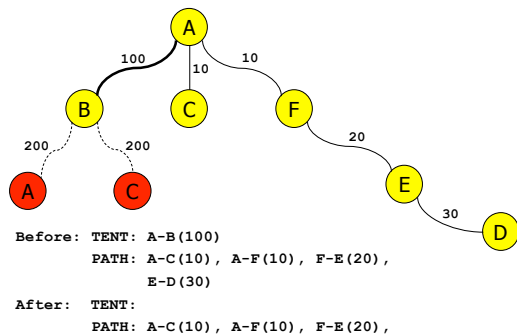 A
100
10
10
B
C
F
200
200
20
A
C
E
30
D
Before: TENT: A-B(100)
PATH: A-C(10), A-F(10), F-E(20),
E-D(30)
After: TENT:
PATH: A-C(10), A-F(10), F-E(20),